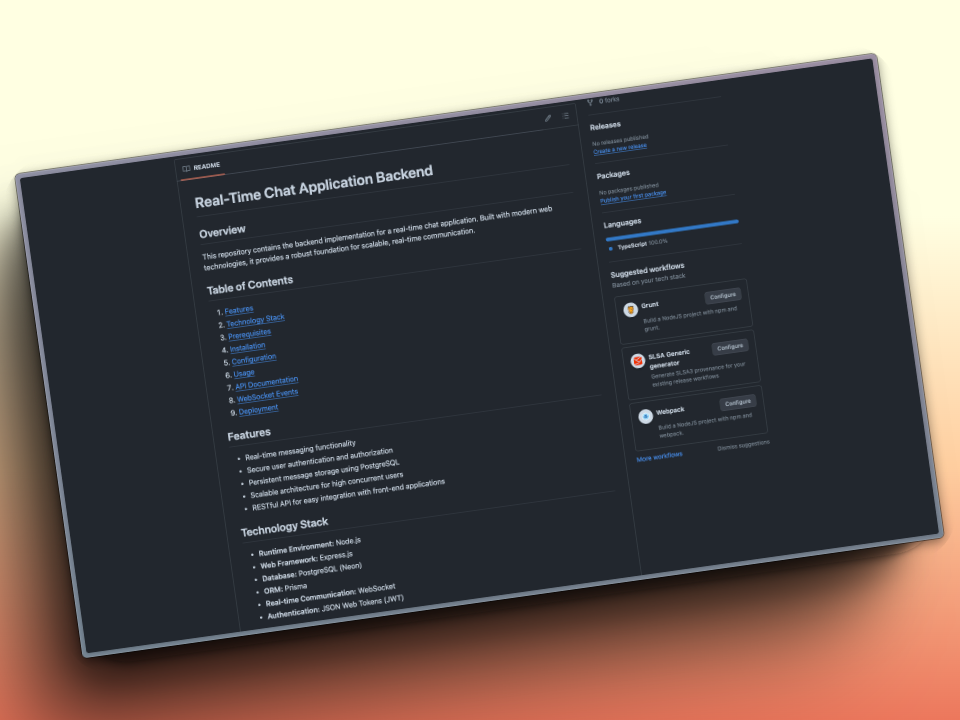 README
Real-Time Chat Application Backend
Overview
This repository contains the backend implementation for a real-time chat application. Built with modern web
technologies, it provides a robust foundation for scalable, real-time communication.
Table of Contents
1. Features
2. Technology Stack
3. Prerequisites
4. Installation
5. Configuration
6. Usage
7. API Documentation
8. WebSocket Events
9. Deployment
Features
• Real-time messaging functionality
• Secure user authentication and authorization
• Persistent message storage using PostgreSQL
• Scalable architecture for high concurrent users
• RESTful API for easy integration with front-end applications
Technology Stack
• Runtime Environment: Node.js
• Web Framework: Express.js
• Database: PostgreSQL (Neon)
• ORM: Prisma
• Real-time Communication: WebSocket
• Authentication: JSON Web Tokens (JWT)
0 forks
Releases
No releases published
Create a new release
Packages
No packages published
Publish your first package
Languages
TypeScript 100.0%
Suggested workflows
Based on your tech stack
Grunt
Configure
Build a NodeJS project with npm and
grunt.
SLSA Generic
generator
Configure
Generate SLSA3 provenance for your
existing release workflows
Webpack
Configure
Build a NodeJS project with npm and
webpack.
More workflows
Dismiss suggestions